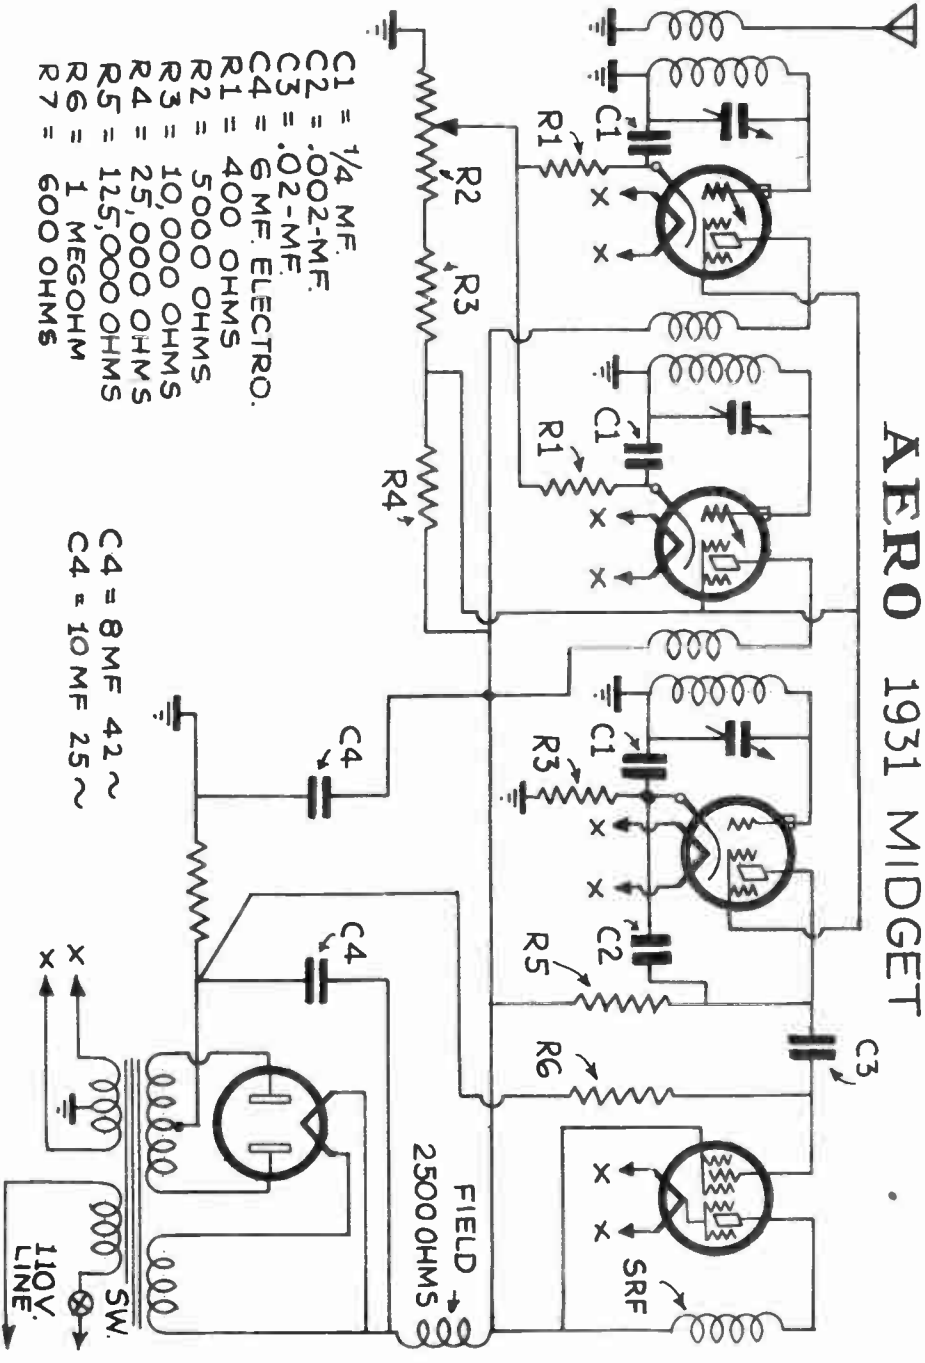 AERO 1931 MIDGET
C1
R1
X
X
C1
R1
X
X
C1
R3
X
X
C2
R5
C3
R6
X
X
SRF
R2
R3
R4
C4
C4
FIELD
2500 OHMS
X
X
SW.
110V
LINE.
C1 = 1/4 MF.
C2 = .002-MF.
C3 = .02-MF.
C4 = 6 MF. ELECTRO.
R1 = 400 OHMS
R2 = 5000 OHMS
R3 = 10,000 OHMS
R4 = 25,000 OHMS
R5 = 125,000 OHMS
R6 = 1 MEGOHM
R7 = 600 OHMS
C4 = 8 MF 42 ~
C4 = 10 MF 25 ~